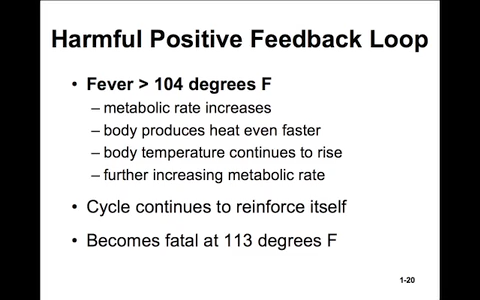 Harmful Positive Feedback Loop
• Fever > 104 degrees F
– metabolic rate increases
– body produces heat even faster
– body temperature continues to rise
– further increasing metabolic rate
• Cycle continues to reinforce itself
• Becomes fatal at 113 degrees F
1-20